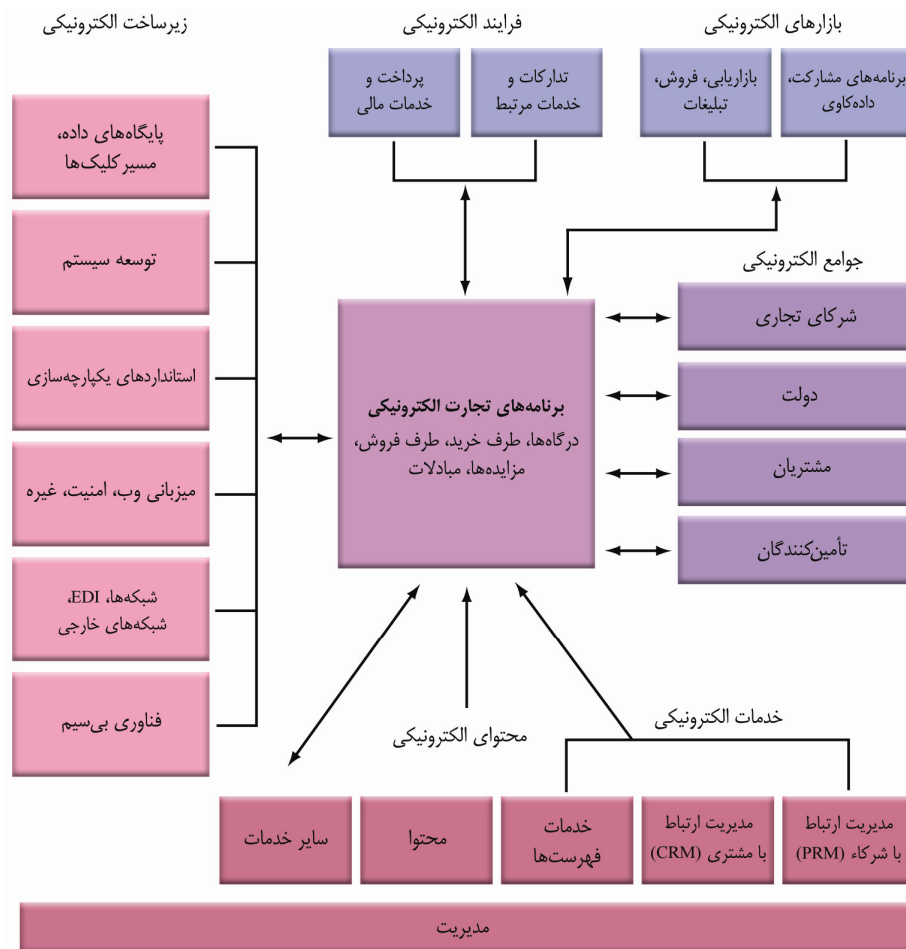 بازارهای الکترونیکی
برنامه‌های مشارکت،
داده‌کاوی
بازاریابی، فروش،
تبلیغات
فرایند الکترونیکی
تدارکات و
خدمات مرتبط
پرداخت و
خدمات مالی
زیرساخت الکترونیکی
پایگاه‌های داده،
مسیر کلیک‌ها
توسعه سیستم
استانداردهای یکپارچه‌سازی
میزبانی وب، امنیت، غیره
شبکه‌ها، EDI،
شبکه‌های خارجی
فناوری بی‌سیم
جوامع الکترونیکی
شرکای تجاری
دولت
مشتریان
تأمین‌کنندگان
برنامه‌های تجارت الکترونیکی
درگاه‌ها، طرف خرید، طرف فروش،
مزایده‌ها، مبادلات
خدمات الکترونیکی
محتوای الکترونیکی
مدیریت ارتباط
با شرکاء (PRM)
مدیریت ارتباط
با مشتری (CRM)
خدمات
فهرست‌ها
محتوا
سایر خدمات
مدیریت